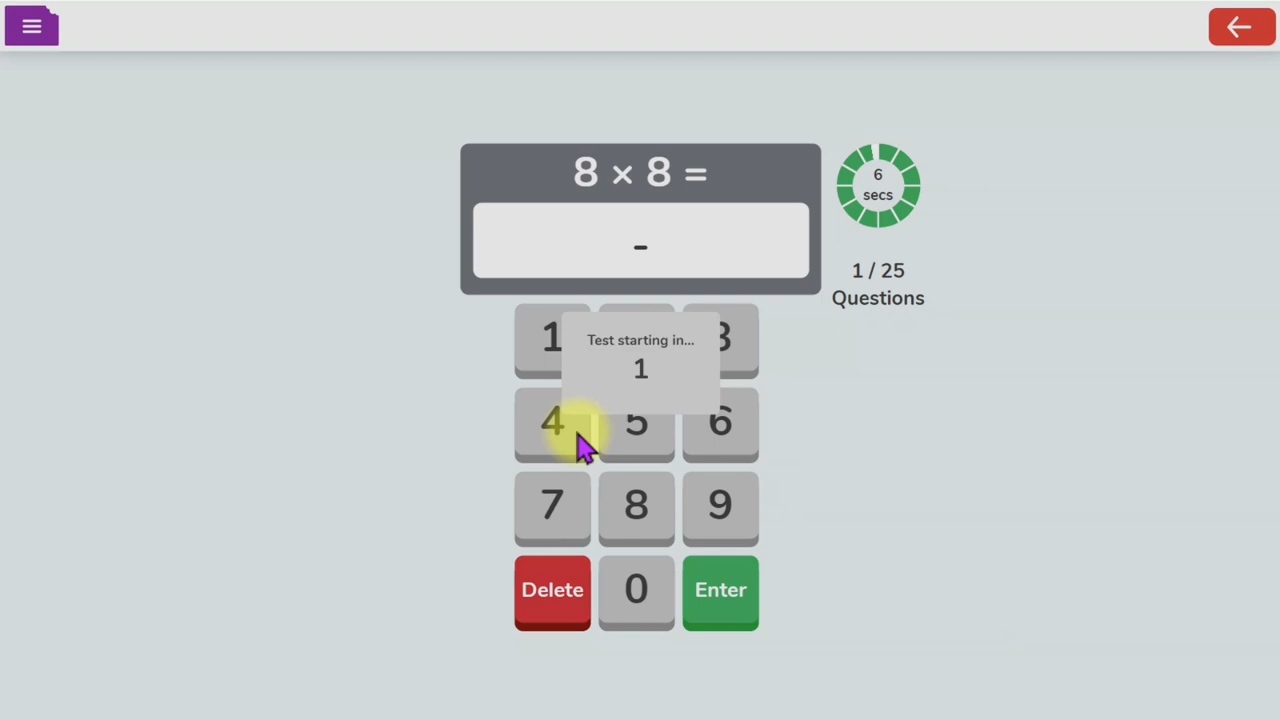 8 × 8 =
-
6
secs
1 / 25
Questions
1 3
Test starting in...
1
4 5 6
7 8 9
Delete 0 Enter